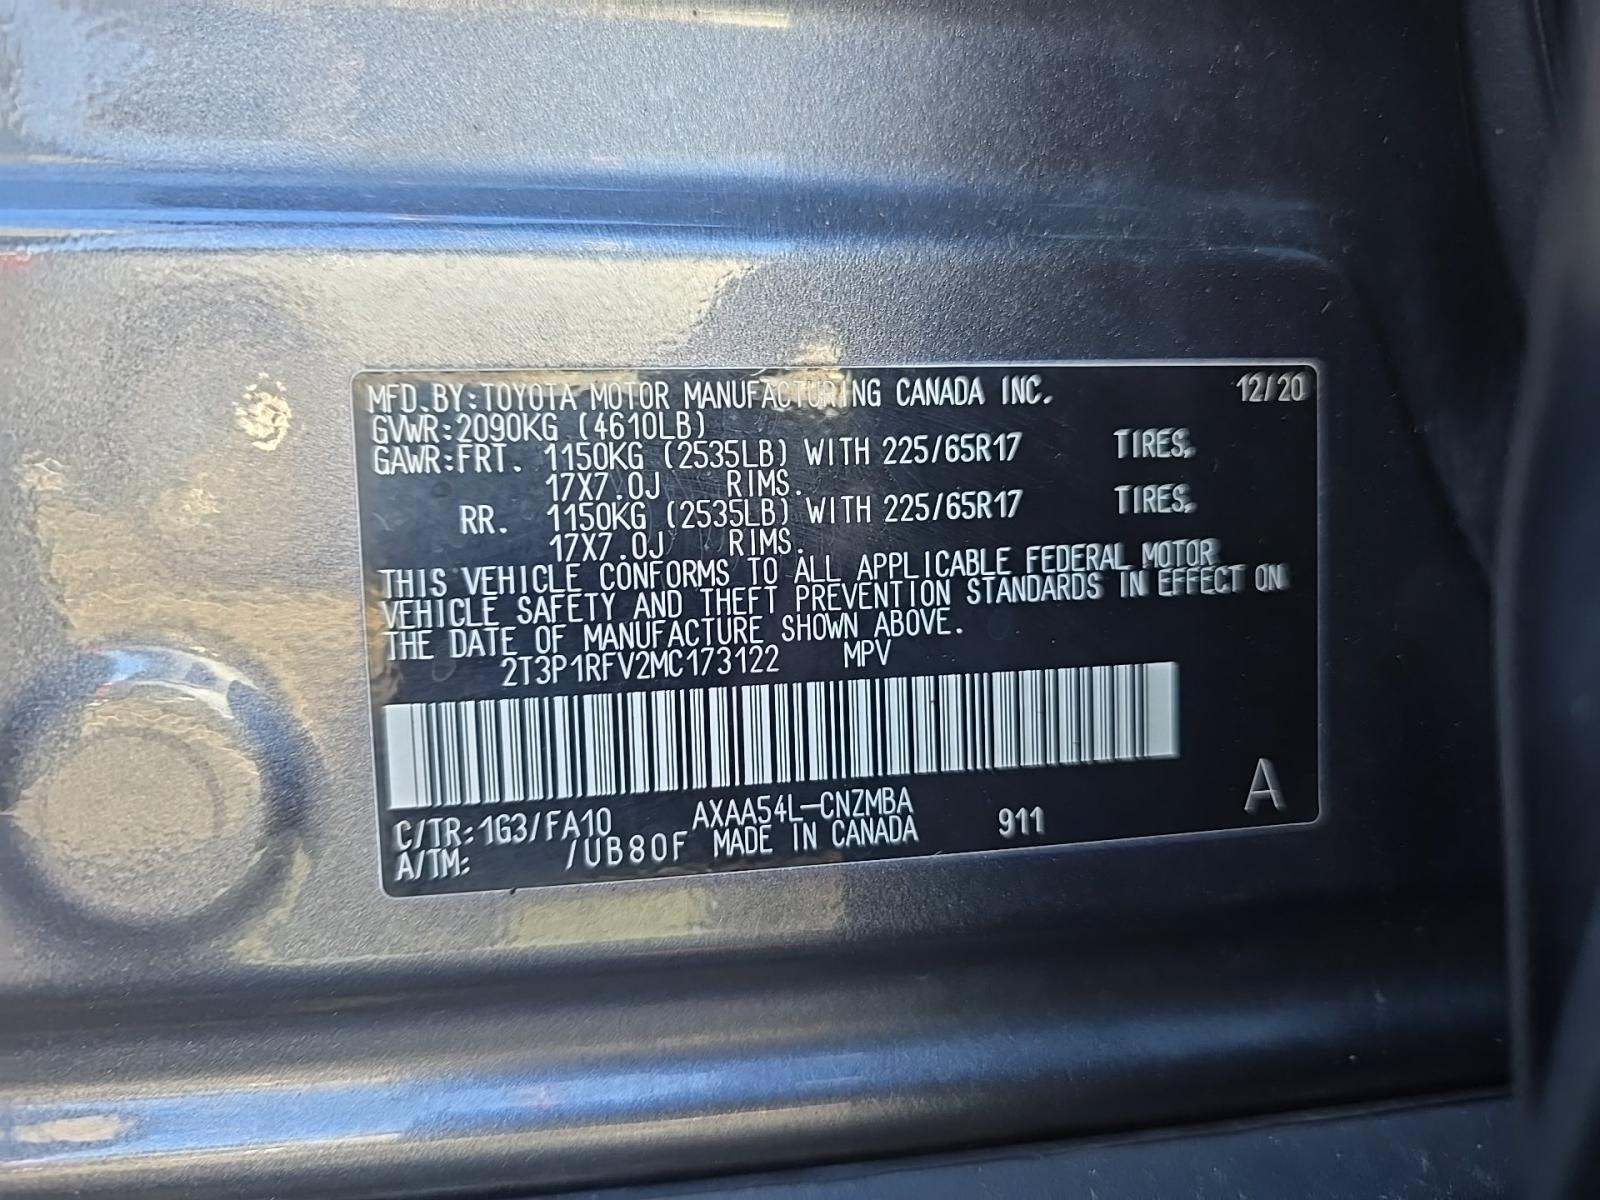 MFD.BY:TOYOTA MOTOR MANUFACTURING CANADA INC. 12/20
GVWR:2090KG (4610LB)
GAWR:FRT. 1150KG (2535LB) WITH 225/65R17 TIRES,
17X7.0J RIMS.
RR. 1150KG (2535LB) WITH 225/65R17 TIRES,
17X7.0J RIMS.
THIS VEHICLE CONFORMS TO ALL APPLICABLE FEDERAL MOTOR
VEHICLE SAFETY AND THEFT PREVENTION STANDARDS IN EFFECT ON
THE DATE OF MANUFACTURE SHOWN ABOVE.
2T3P1RFV2MC173122 MPV
C/TR:1G3/FA10 AXAA54L-CNZMBA 911 A
A/TM: /UB80F MADE IN CANADA